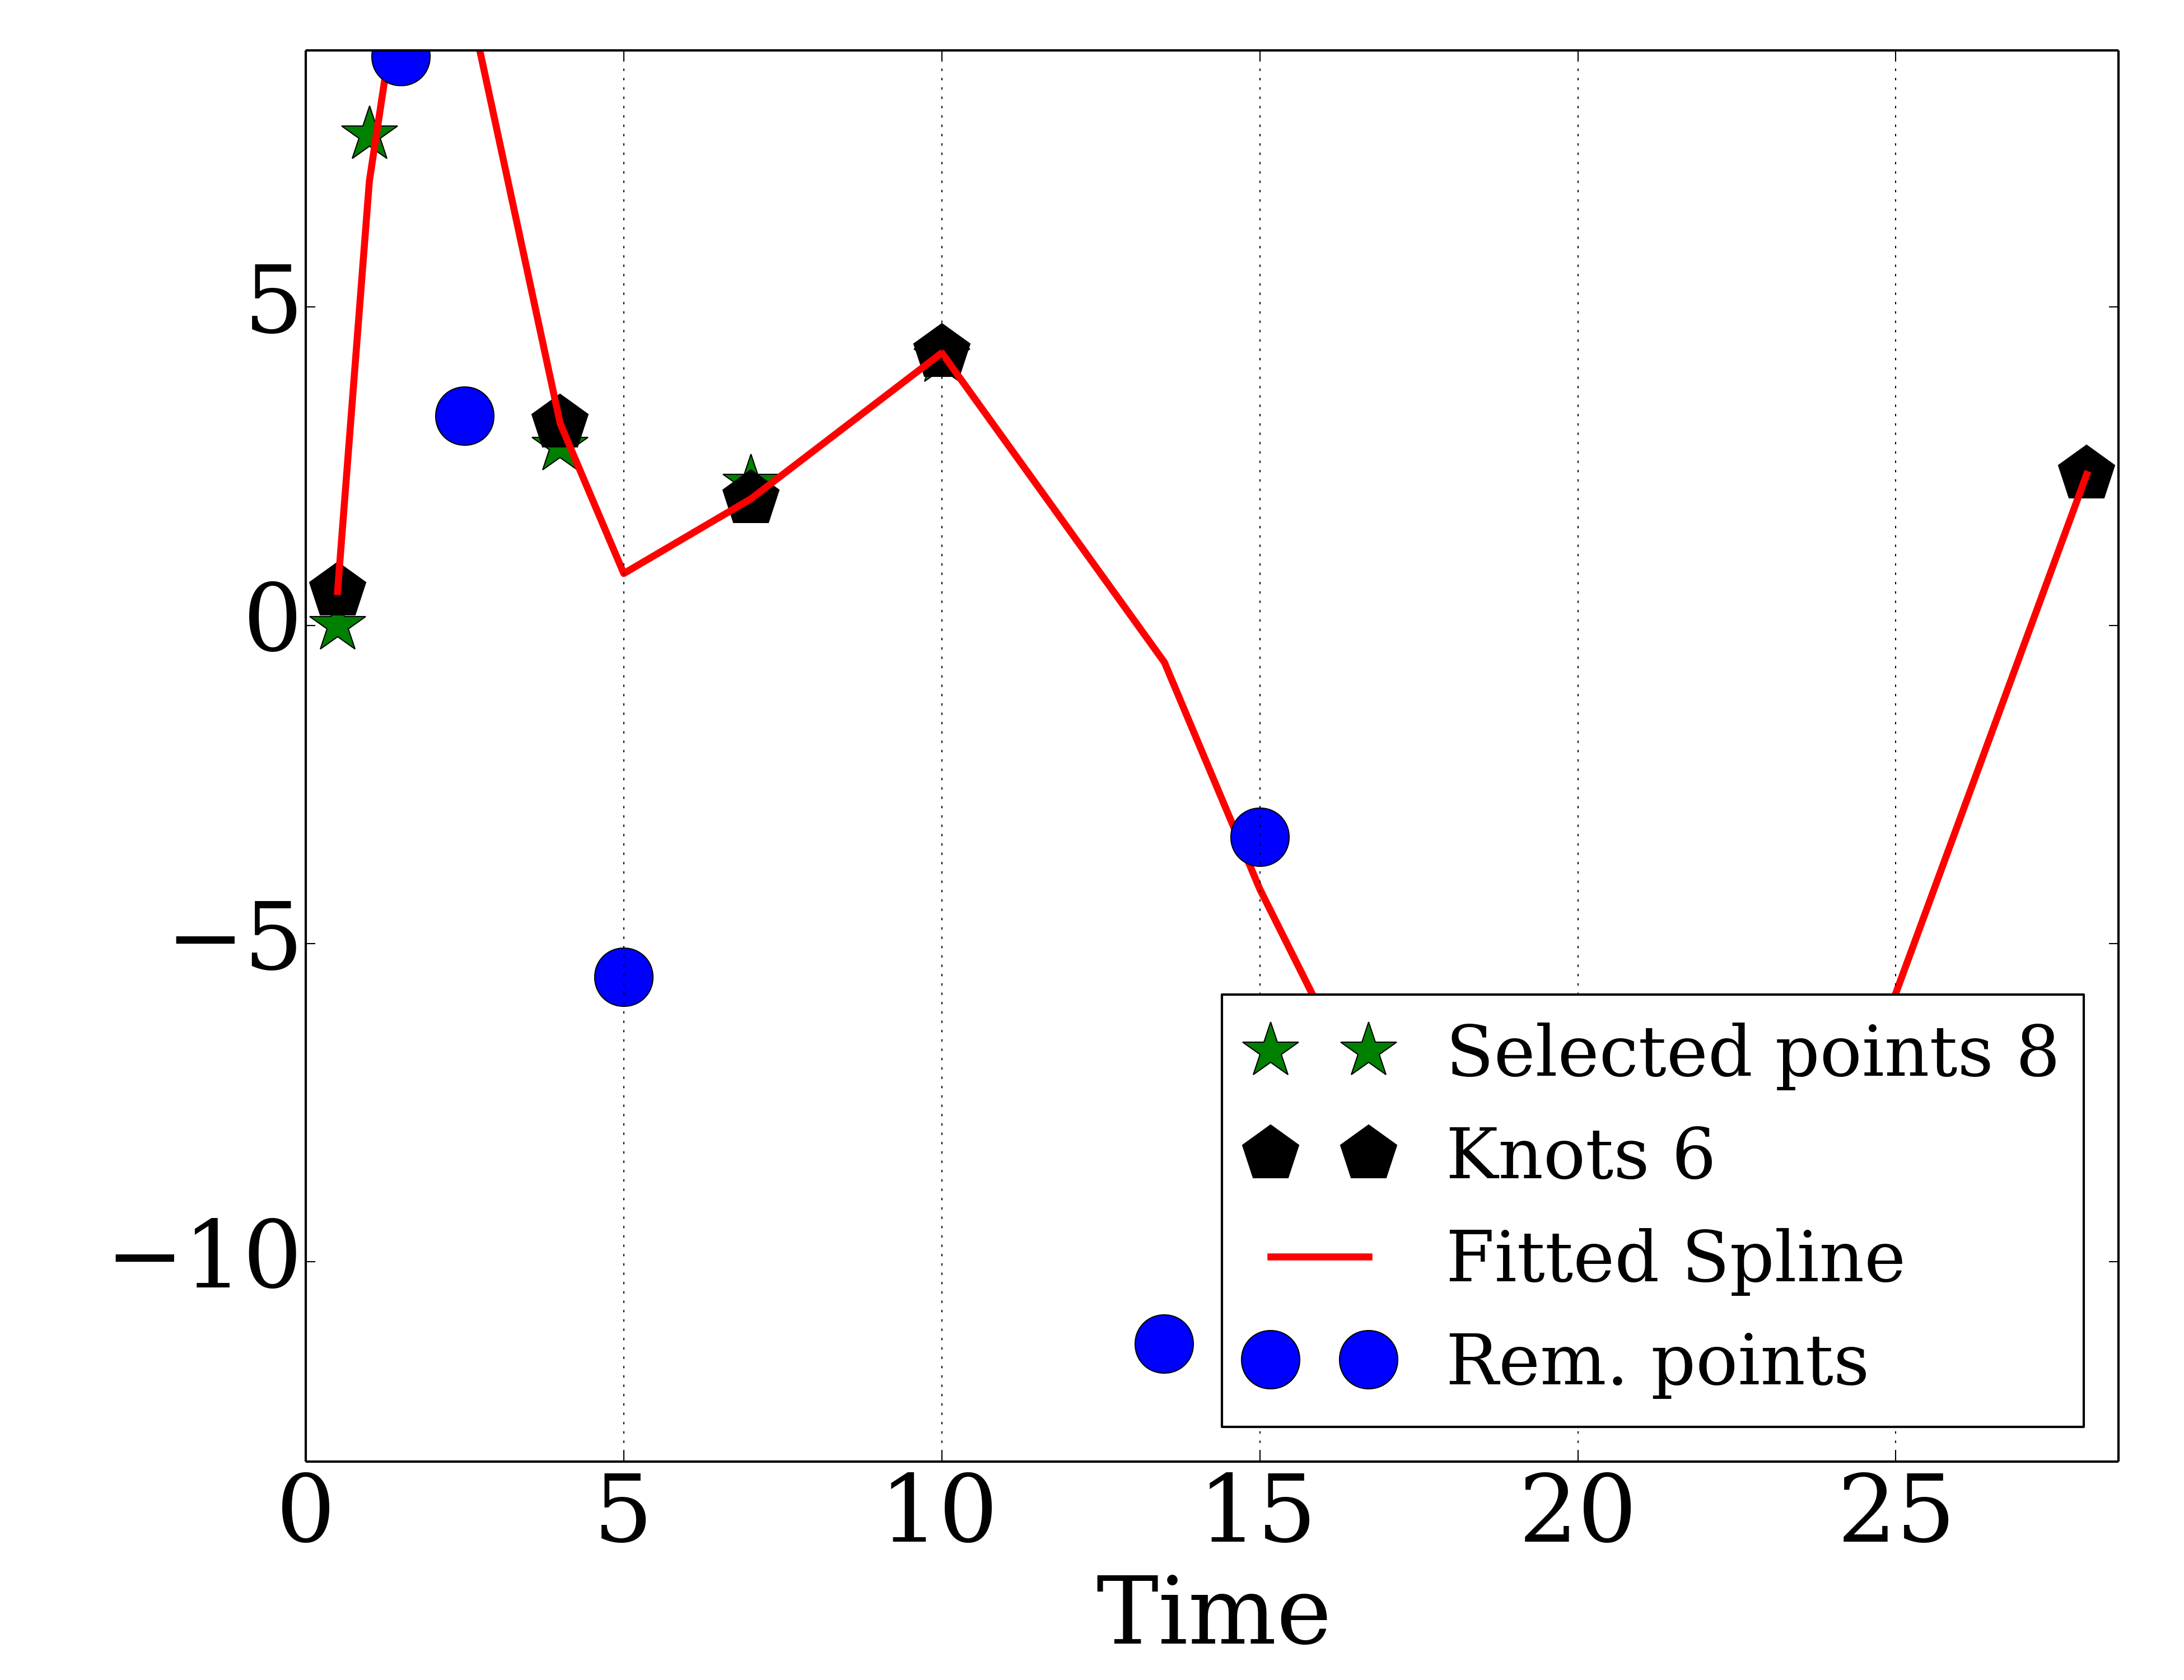 5
0
−5
−10
0 5 10 15 20 25
Time
Selected points 8
Knots 6
Fitted Spline
Rem. points